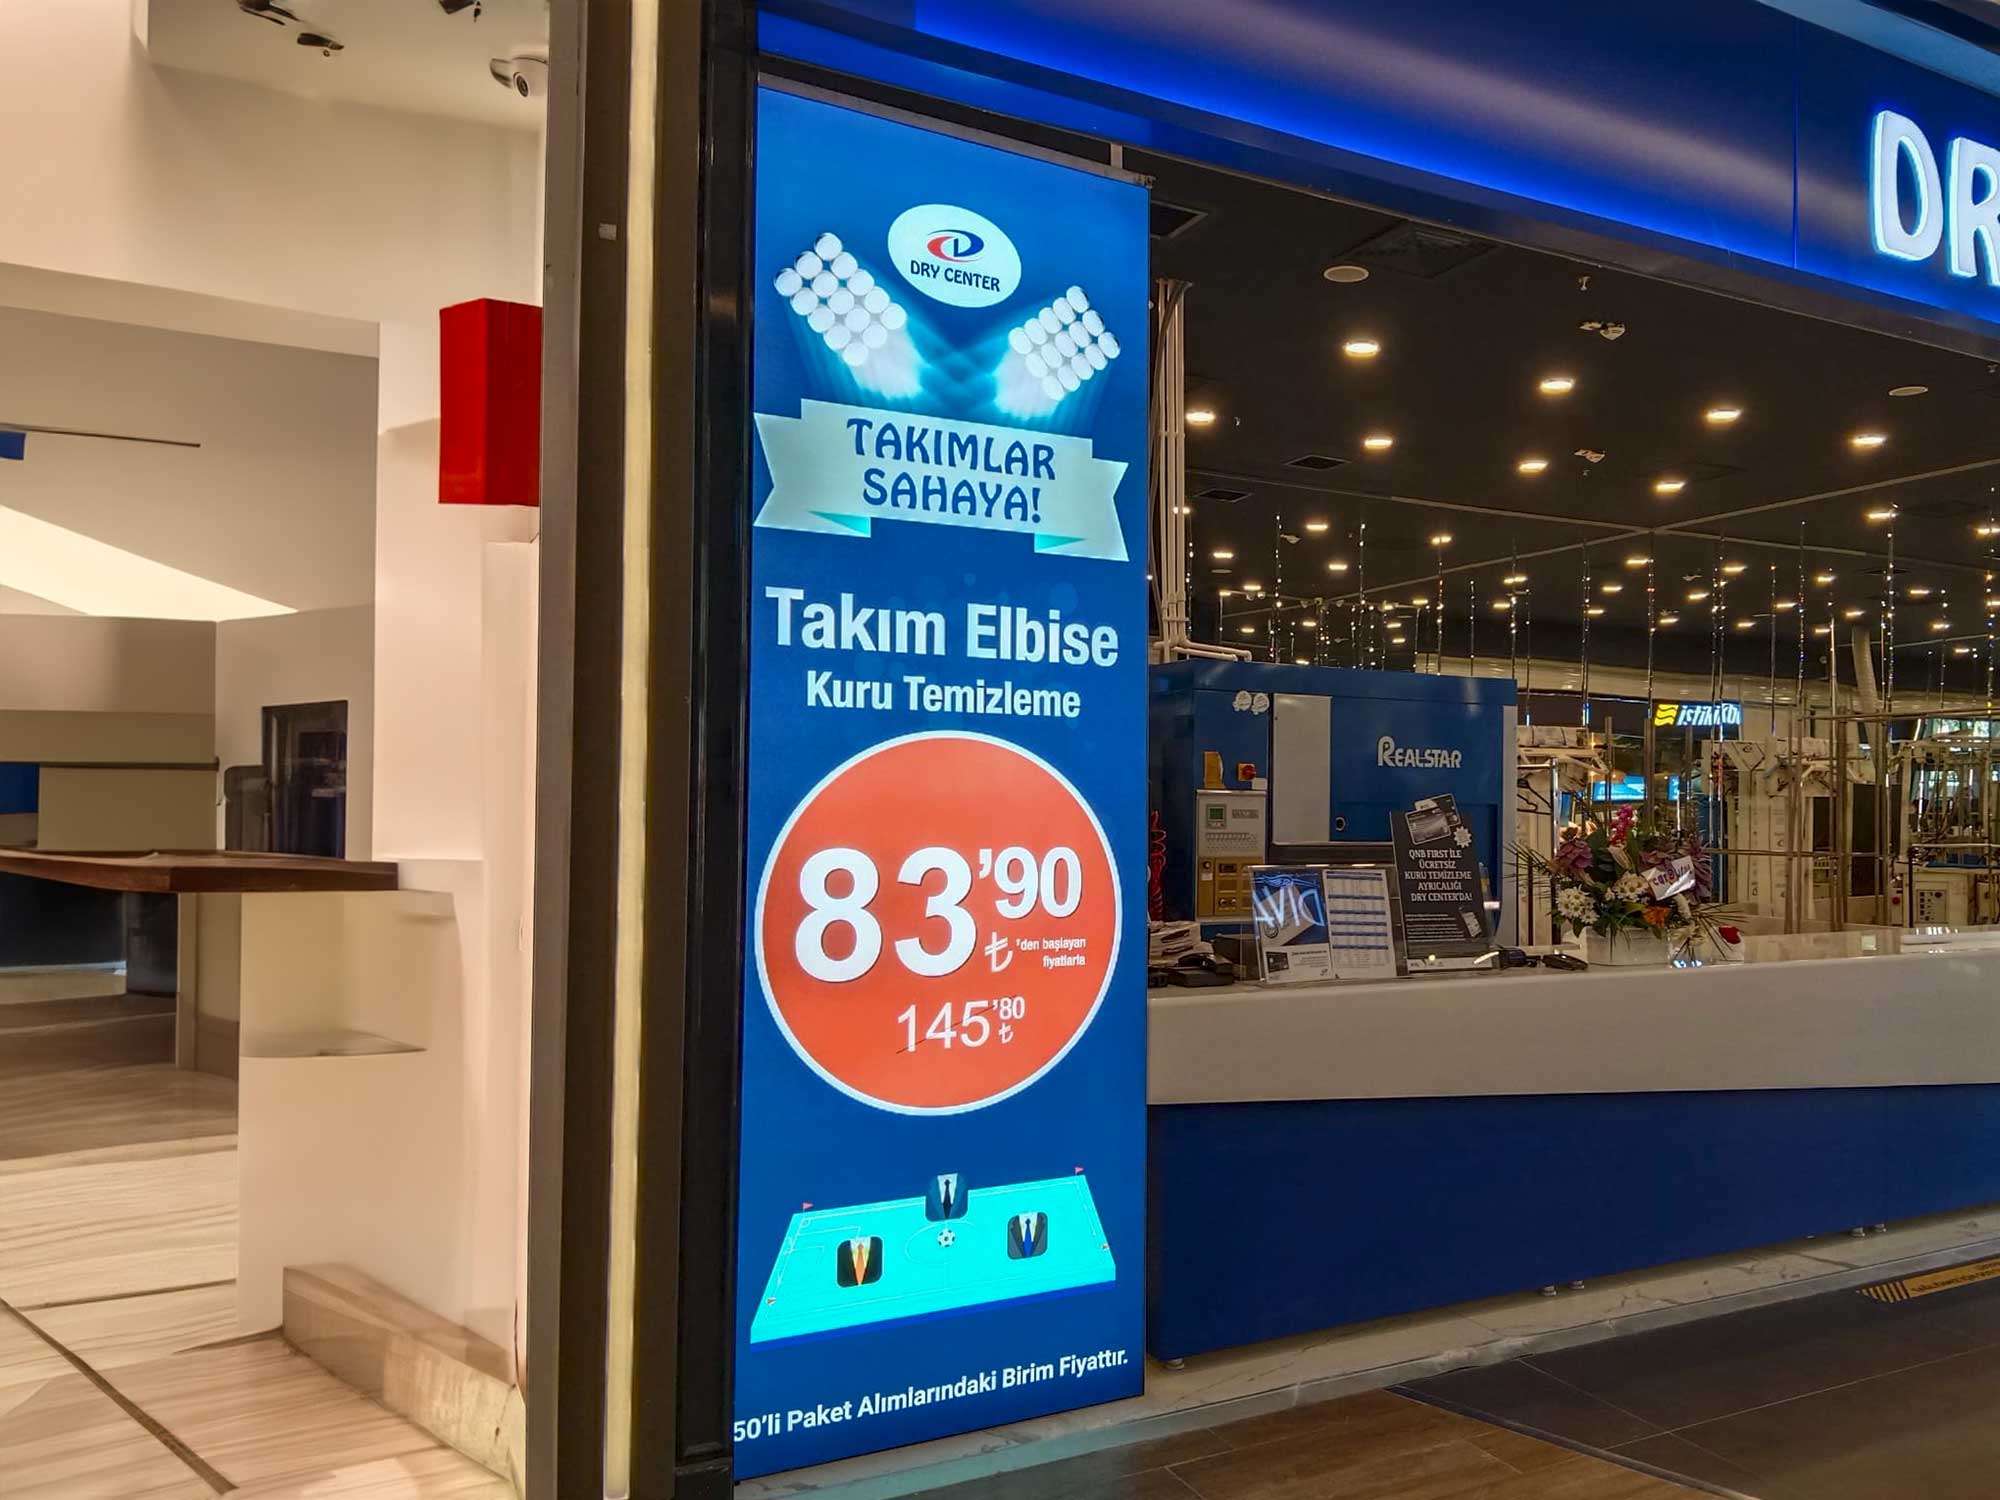 DRY CENTER
TAKIMLAR
SAHAYA!
Takım Elbise
Kuru Temizleme
83,90
₺ 'den başlayan
fiyatlarla
145,80
₺
50'li Paket Alımlarındaki Birim Fiyattır.
DR
REALSTAR
QNB FIRST İLE
ÜCRETSİZ
KURU TEMİZLEME
AYRICALIĞI
DRY CENTER'DA!